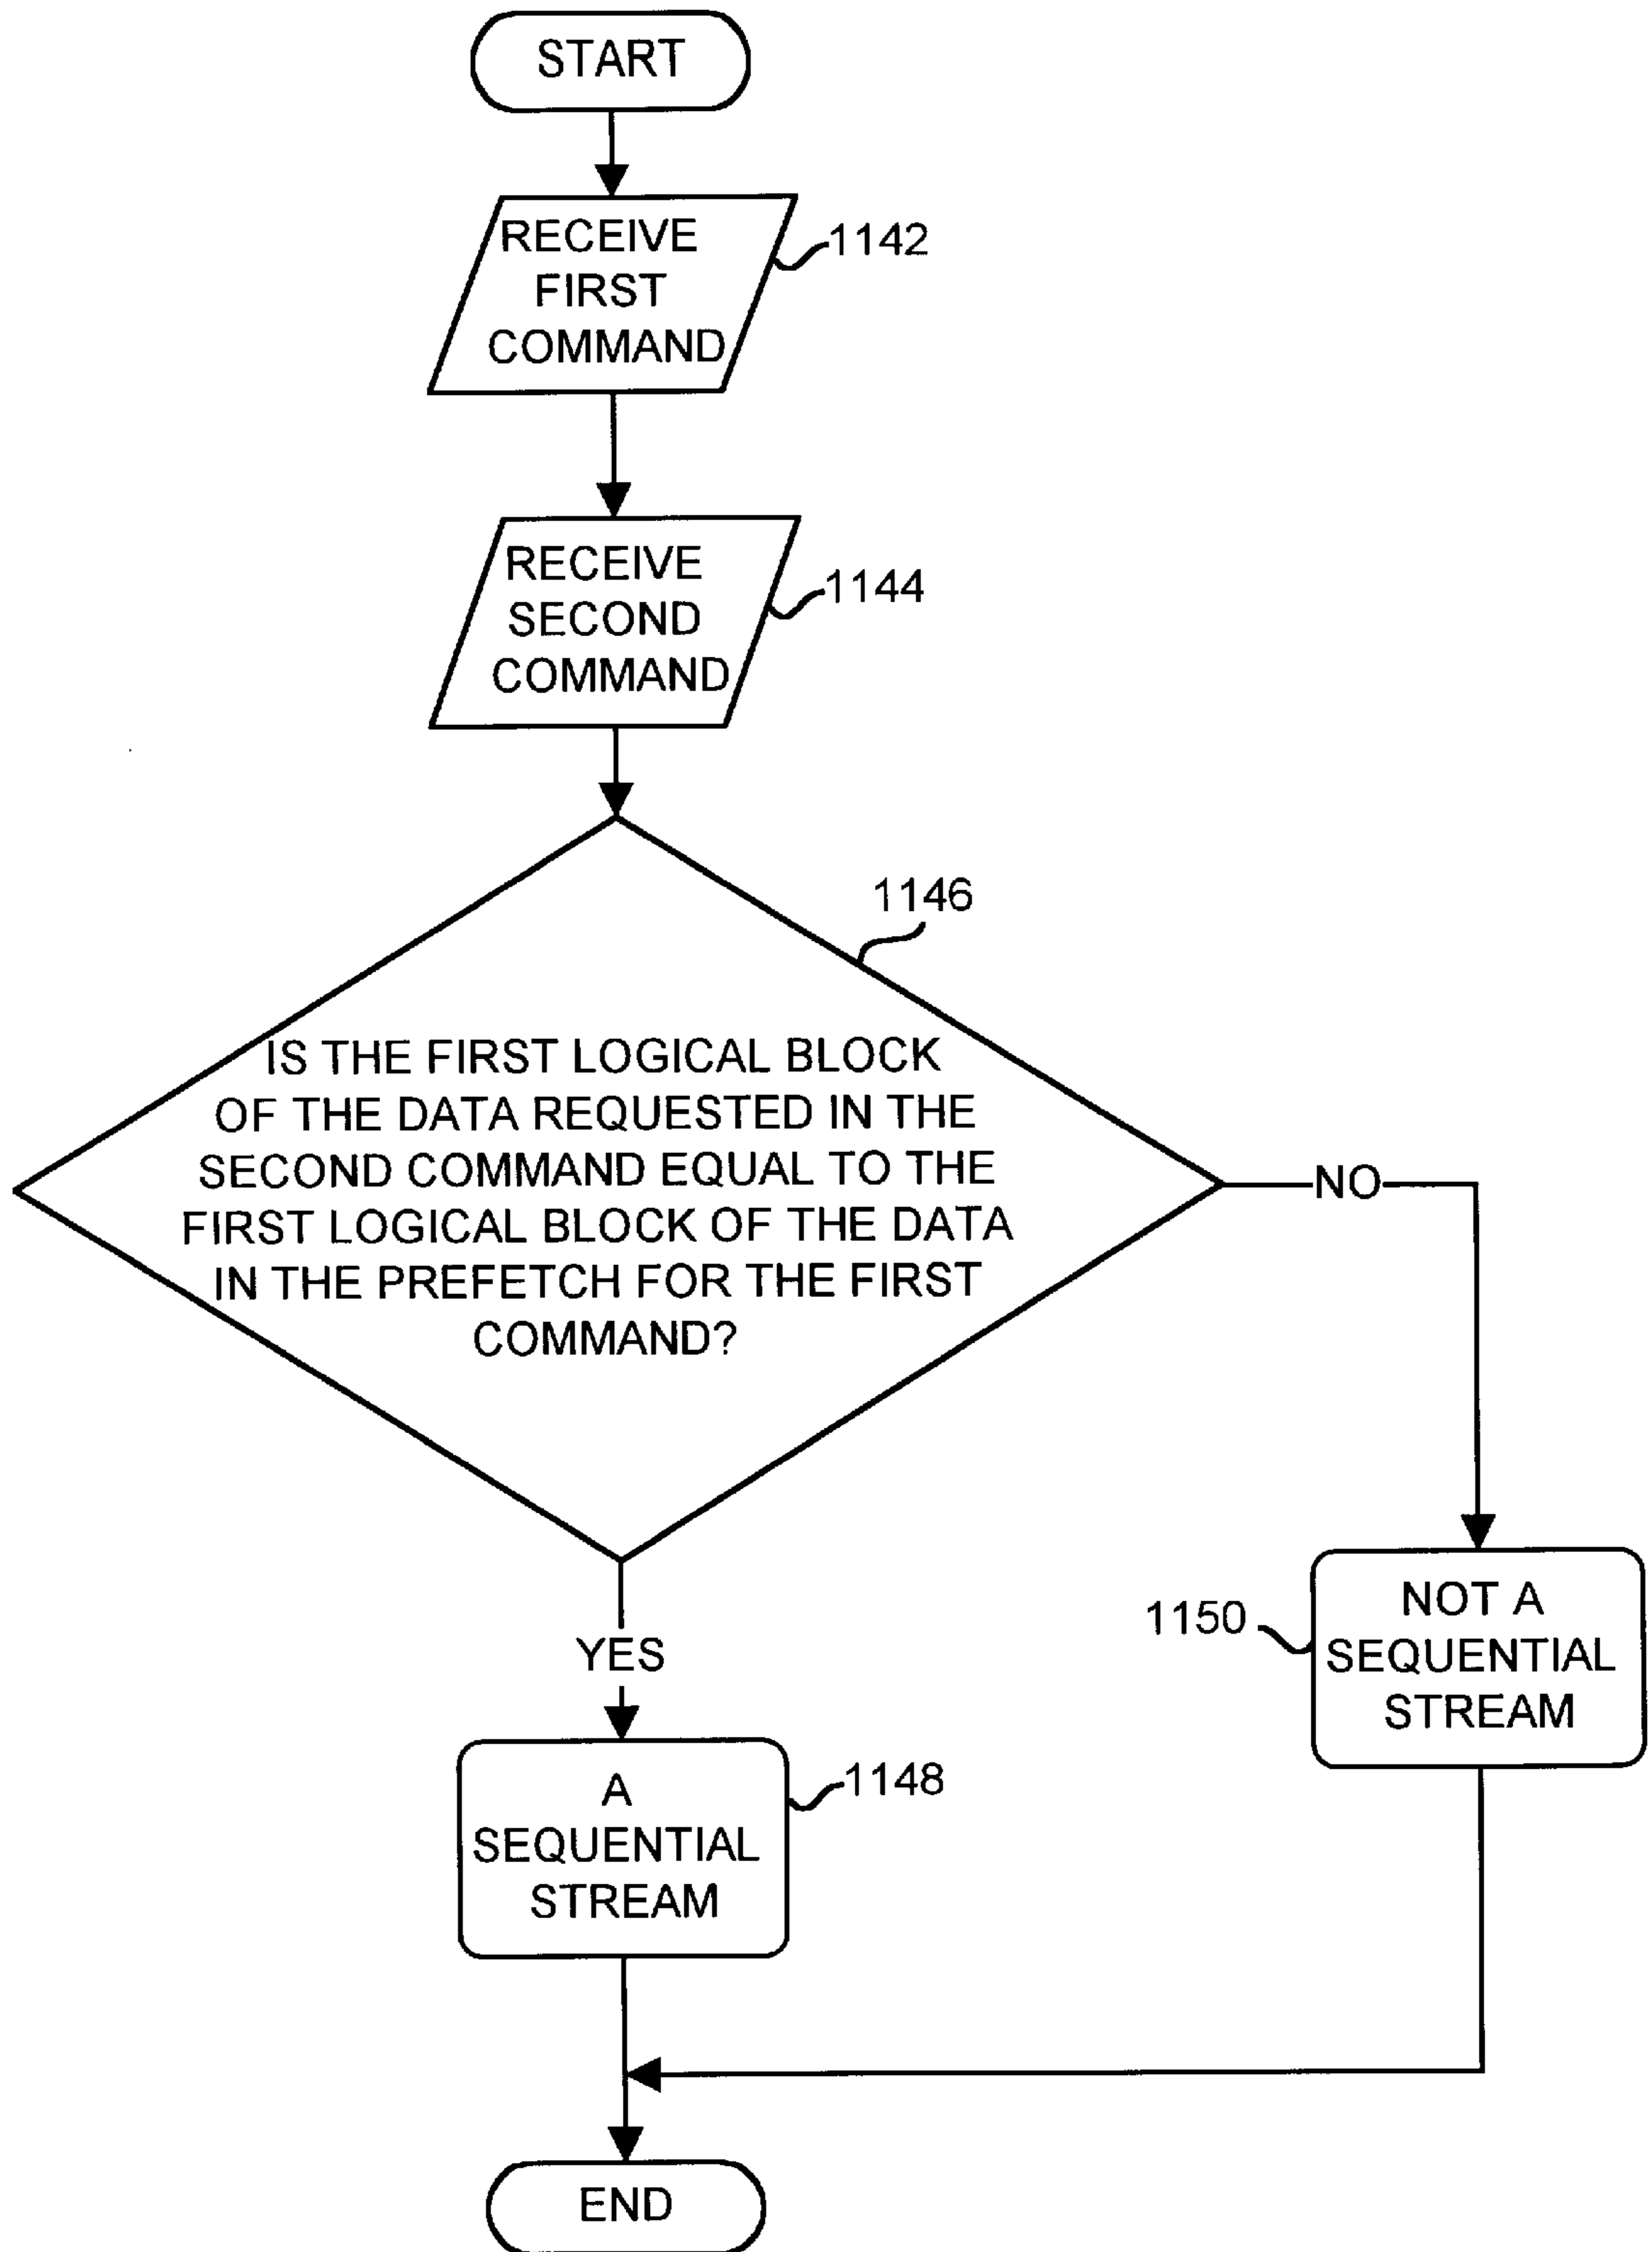 START
RECEIVE
FIRST
COMMAND
1142
RECEIVE
SECOND
COMMAND
1144
1146
IS THE FIRST LOGICAL BLOCK
OF THE DATA REQUESTED IN THE
SECOND COMMAND EQUAL TO THE
FIRST LOGICAL BLOCK OF THE DATA
IN THE PREFETCH FOR THE FIRST
COMMAND?
NO
YES
1150
NOT A
SEQUENTIAL
STREAM
A
SEQUENTIAL
STREAM
1148
END